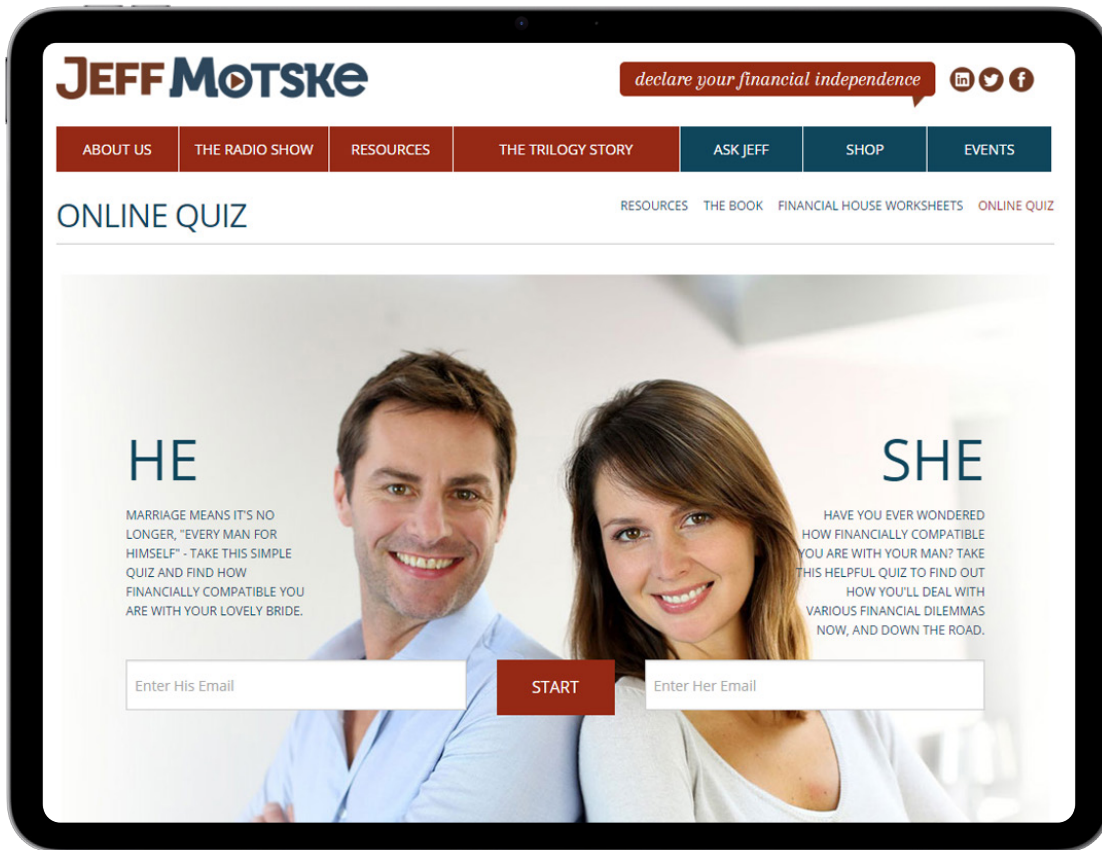 JEFF MOTSKE
declare your financial independence
ABOUT US THE RADIO SHOW RESOURCES THE TRILOGY STORY ASK JEFF SHOP EVENTS
ONLINE QUIZ
RESOURCES THE BOOK FINANCIAL HOUSE WORKSHEETS ONLINE QUIZ
HE
MARRIAGE MEANS IT'S NO
LONGER, "EVERY MAN FOR
HIMSELF" - TAKE THIS SIMPLE
QUIZ AND FIND HOW
FINANCIALLY COMPATIBLE YOU
ARE WITH YOUR LOVELY BRIDE.
SHE
HAVE YOU EVER WONDERED
HOW FINANCIALLY COMPATIBLE
YOU ARE WITH YOUR MAN? TAKE
THIS HELPFUL QUIZ TO FIND OUT
HOW YOU'LL DEAL WITH
VARIOUS FINANCIAL DILEMMAS
NOW, AND DOWN THE ROAD.
Enter His Email
START
Enter Her Email